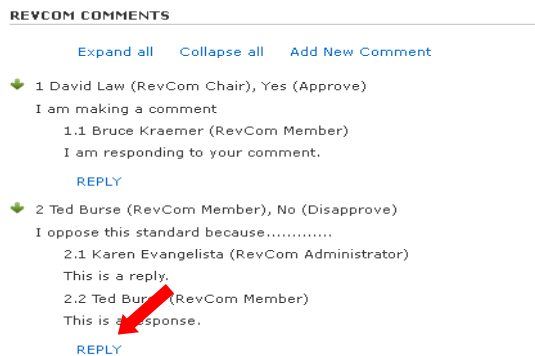 REVCOM COMMENTS
Expand all Collapse all Add New Comment
1 David Law (RevCom Chair), Yes (Approve)
I am making a comment
1.1 Bruce Kraemer (RevCom Member)
I am responding to your comment.
REPLY
2 Ted Burse (RevCom Member), No (Disapprove)
I oppose this standard because.............
2.1 Karen Evangelista (RevCom Administrator)
This is a reply.
2.2 Ted Burse (RevCom Member)
This is a response.
REPLY